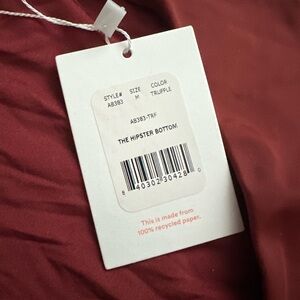 STYLE# SIZE COLOR
AB383 M TRUFFLE
AB383-TRF
THE HIPSTER BOTTOM
8 40302 30428 0
This is made from
100% recycled paper.